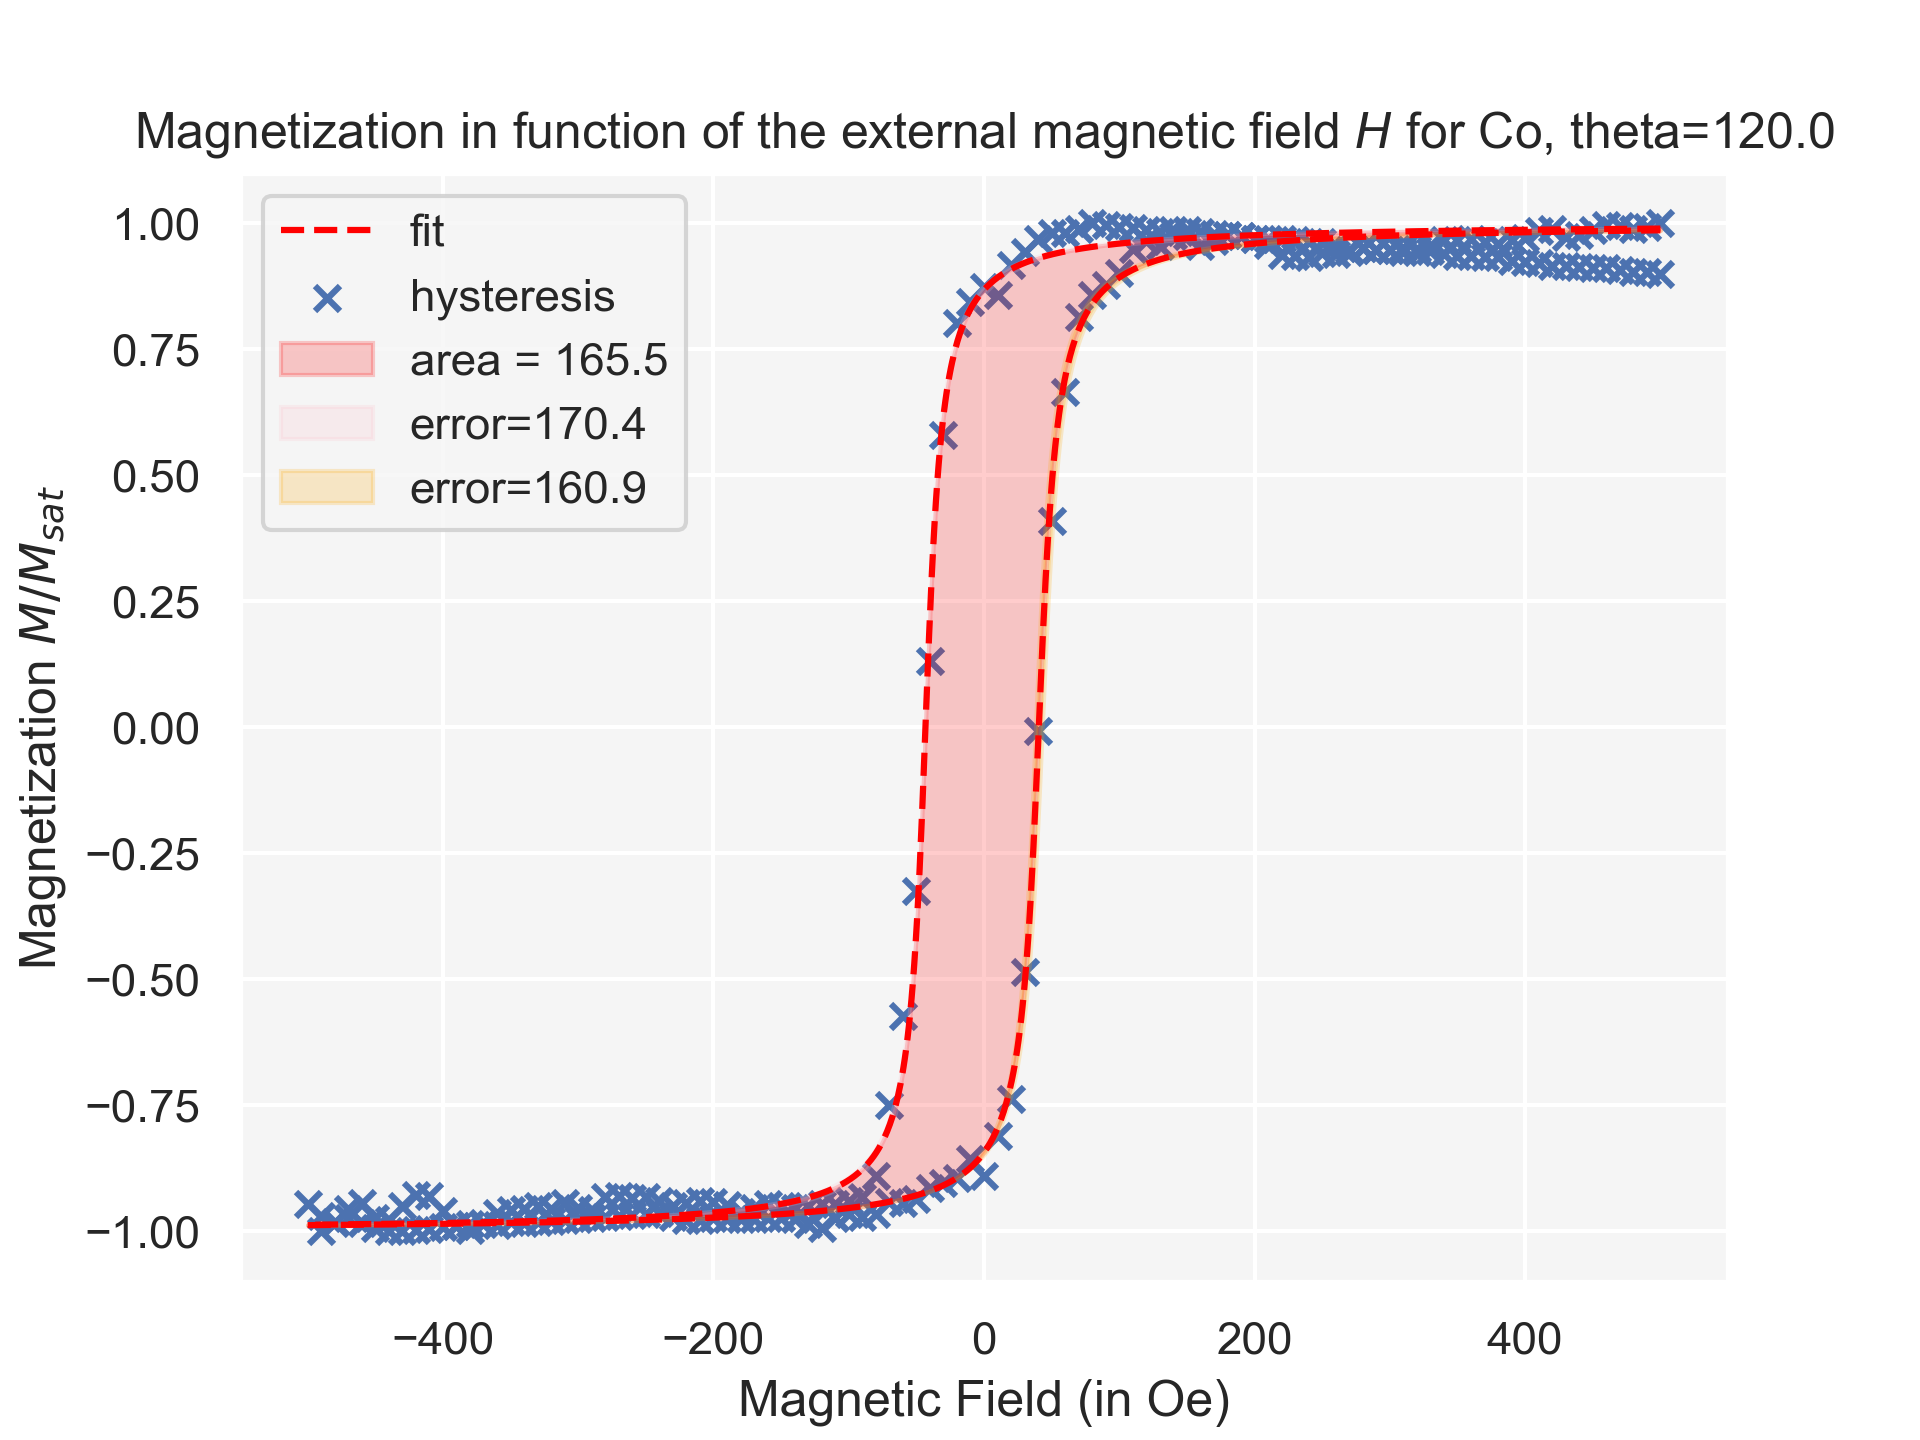 Magnetization in function of the external magnetic field H for Co, theta=120.0
fit
hysteresis
area = 165.5
error=170.4
error=160.9
1.00
0.75
0.50
0.25
0.00
−0.25
−0.50
−0.75
−1.00
Magnetization M/M_sat
−400
−200
0
200
400
Magnetic Field (in Oe)